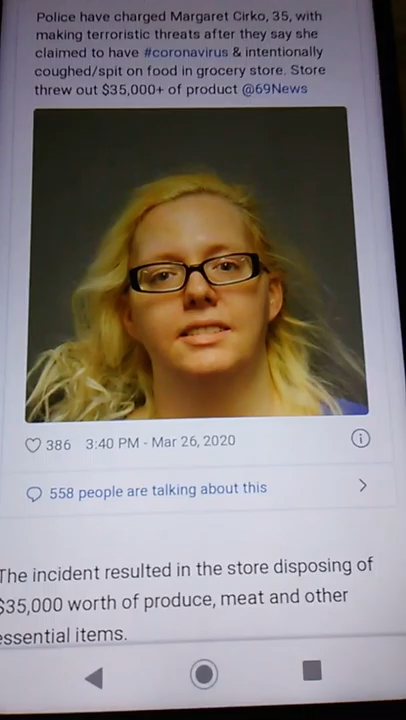 Police have charged Margaret Cirko, 35, with
making terroristic threats after they say she
claimed to have #coronavirus & intentionally
coughed/spit on food in grocery store. Store
threw out $35,000+ of product @69News
386 3:40 PM - Mar 26, 2020
558 people are talking about this
The incident resulted in the store disposing of
$35,000 worth of produce, meat and other
essential items.